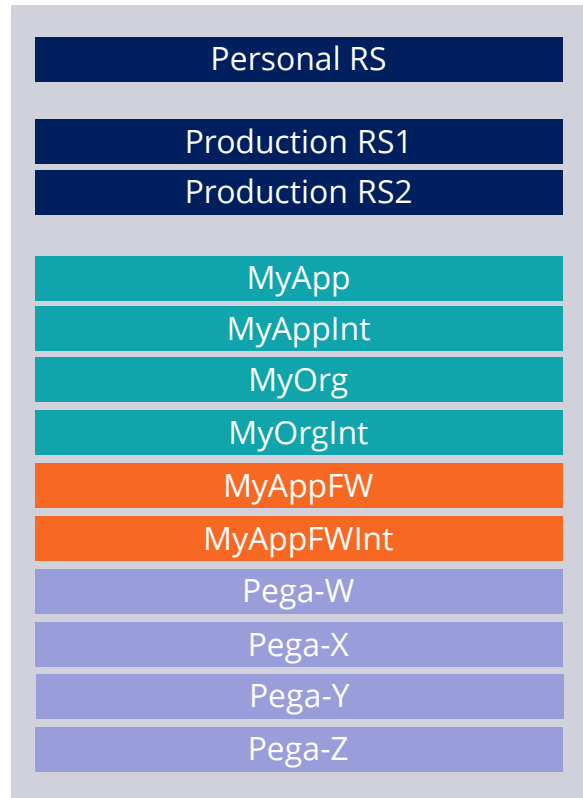 Personal RS
Production RS1
Production RS2
MyApp
MyAppInt
MyOrg
MyOrgInt
MyAppFW
MyAppFWInt
Pega-W
Pega-X
Pega-Y
Pega-Z